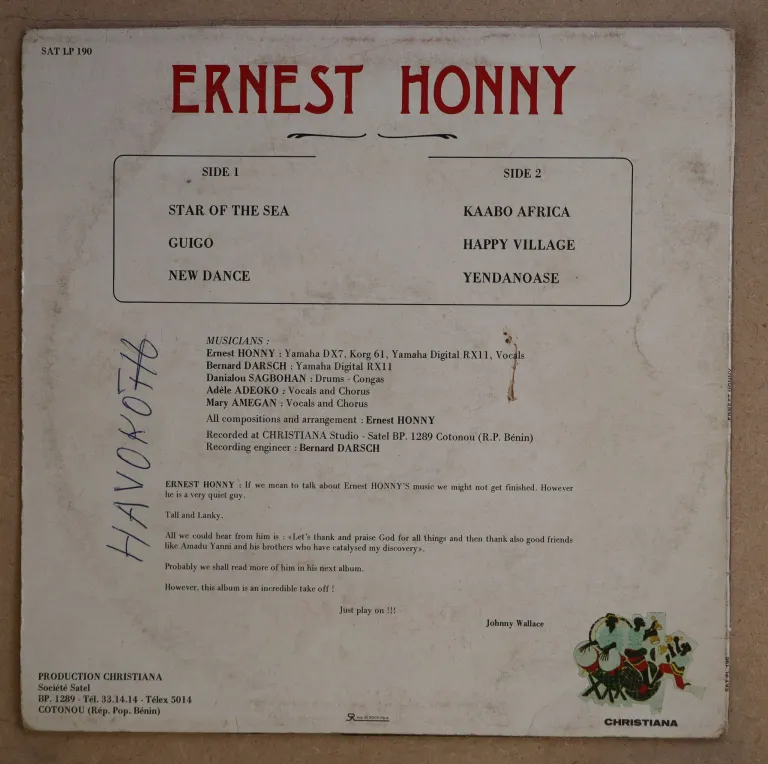 SAT LP 190
ERNEST HONNY
SIDE 1
STAR OF THE SEA
GUIGO
NEW DANCE
SIDE 2
KAABO AFRICA
HAPPY VILLAGE
YENDANOASE
MUSICIANS :
Ernest HONNY : Yamaha DX7, Korg 61, Yamaha Digital RX11, Vocals
Bernard DARSCH : Yamaha Digital RX11
Danialou SAGBOHAN : Drums - Congas
Adèle ADEOKO : Vocals and Chorus
Mary AMEGAN : Vocals and Chorus
All compositions and arrangement : Ernest HONNY
Recorded at CHRISTIANA Studio - Satel BP. 1289 Cotonou (R.P. Bénin)
Recording engineer : Bernard DARSCH
HAVOKOTH
ERNEST HONNY : If we mean to talk about Ernest HONNY'S music we might not get finished. However
he is a very quiet guy.
Tall and Lanky.
All we could hear from him is : «Let's thank and praise God for all things and then thank also good friends
like Amadu Yanni and his brothers who have catalysed my discovery».
Probably we shall read more of him in his next album.
However, this album is an incredible take off !
Just play on !!!
Johnny Wallace
PRODUCTION CHRISTIANA
Société Satel
BP. 1289 - Tél. 33.14.14 - Télex 5014
COTONOU (Rép. Pop. Bénin)
CHRISTIANA
ERNEST HONNY
SAT LP 190